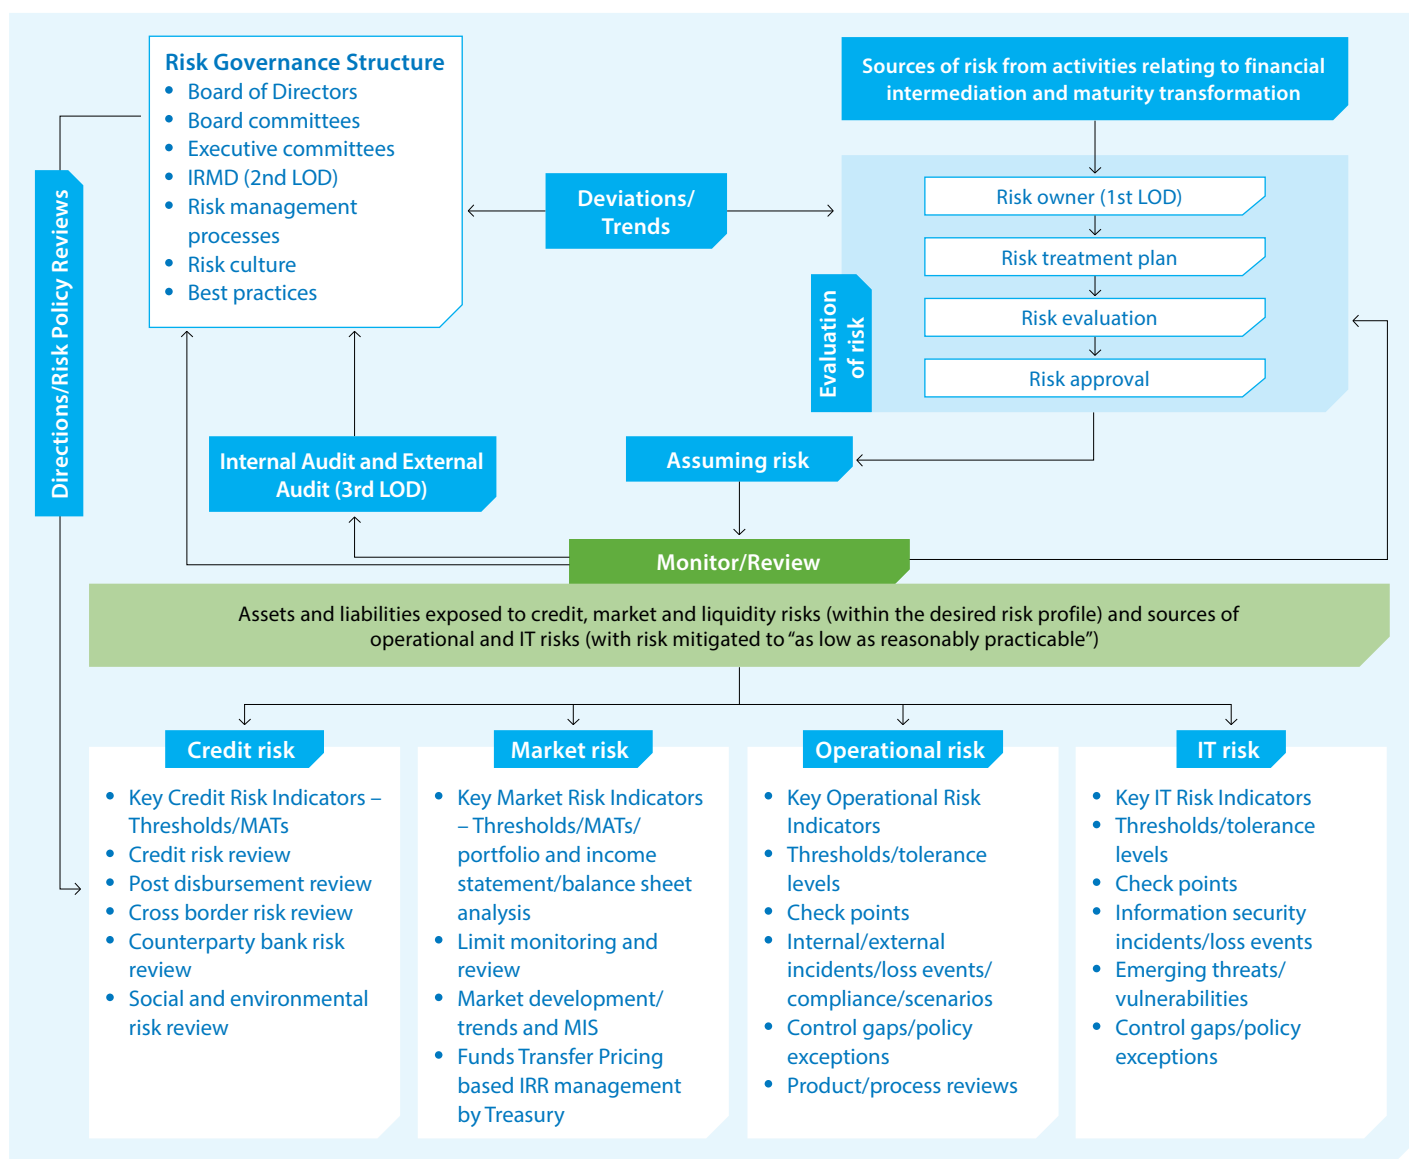 Risk Governance Structure
• Board of Directors
• Board committees
• Executive committees
• IRMD (2nd LOD)
• Risk management
processes
• Risk culture
• Best practices
Sources of risk from activities relating to financial
intermediation and maturity transformation
Directions/Risk Policy Reviews
Deviations/
Trends
Risk owner (1st LOD)
Risk treatment plan
Risk evaluation
Risk approval
Evaluation
of risk
Internal Audit and External
Audit (3rd LOD)
Assuming risk
Monitor/Review
Assets and liabilities exposed to credit, market and liquidity risks (within the desired risk profile) and sources of
operational and IT risks (with risk mitigated to “as low as reasonably practicable”)
Credit risk
• Key Credit Risk Indicators –
Thresholds/MATs
• Credit risk review
• Post disbursement review
• Cross border risk review
• Counterparty bank risk
review
• Social and environmental
risk review
Market risk
• Key Market Risk Indicators
– Thresholds/MATs/
portfolio and income
statement/balance sheet
analysis
• Limit monitoring and
review
• Market development/
trends and MIS
• Funds Transfer Pricing
based IRR management
by Treasury
Operational risk
• Key Operational Risk
Indicators
• Thresholds/tolerance
levels
• Check points
• Internal/external
incidents/loss events/
compliance/scenarios
• Control gaps/policy
exceptions
• Product/process reviews
IT risk
• Key IT Risk Indicators
• Thresholds/tolerance
levels
• Check points
• Information security
incidents/loss events
• Emerging threats/
vulnerabilities
• Control gaps/policy
exceptions